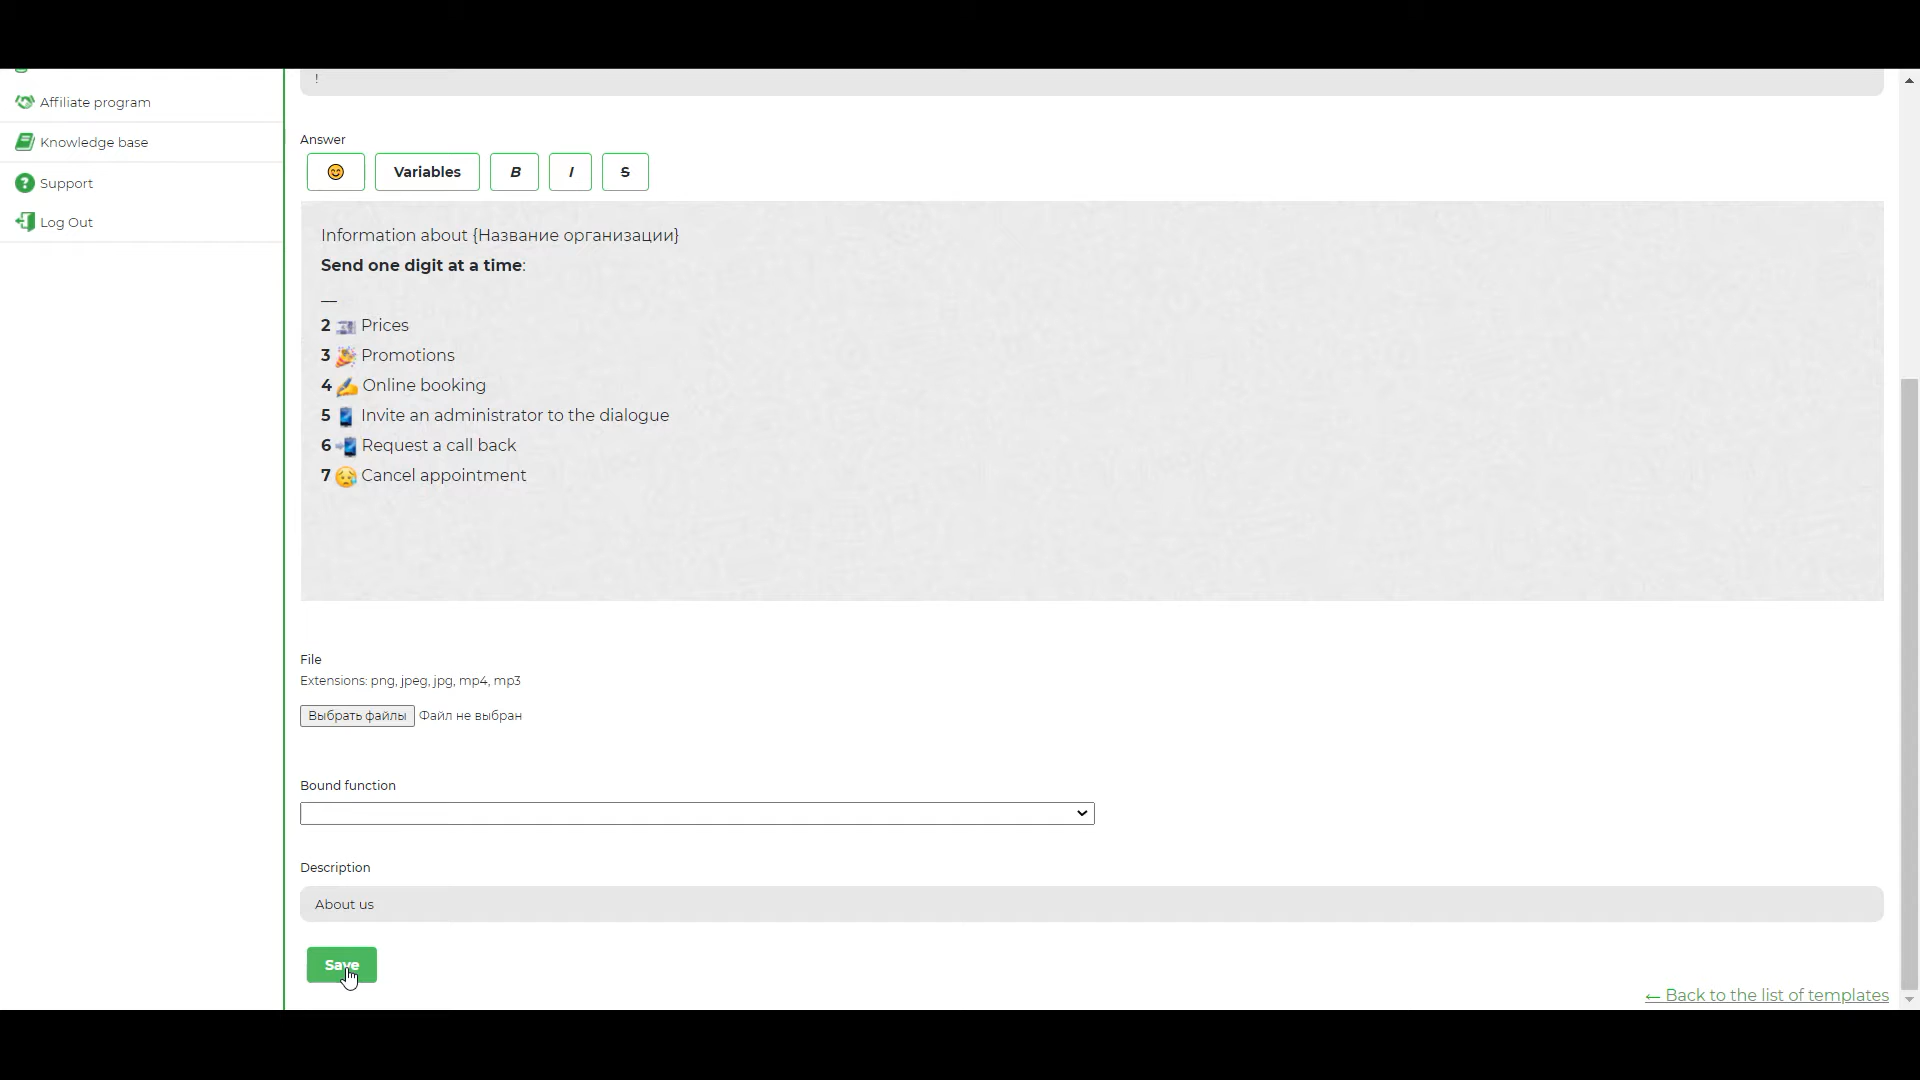 !
Affiliate program
Knowledge base
Support
Log Out
Answer
Variables B I S
Information about {Название организации}
Send one digit at a time:
__
2 💷 Prices
3 🎉 Promotions
4 ✍ Online booking
5 📱 Invite an administrator to the dialogue
6 📲 Request a call back
7 😥 Cancel appointment
File
Extensions: png, jpeg, jpg, mp4, mp3
Выбрать файлы Файл не выбран
Bound function
Description
About us
Save
← Back to the list of templates